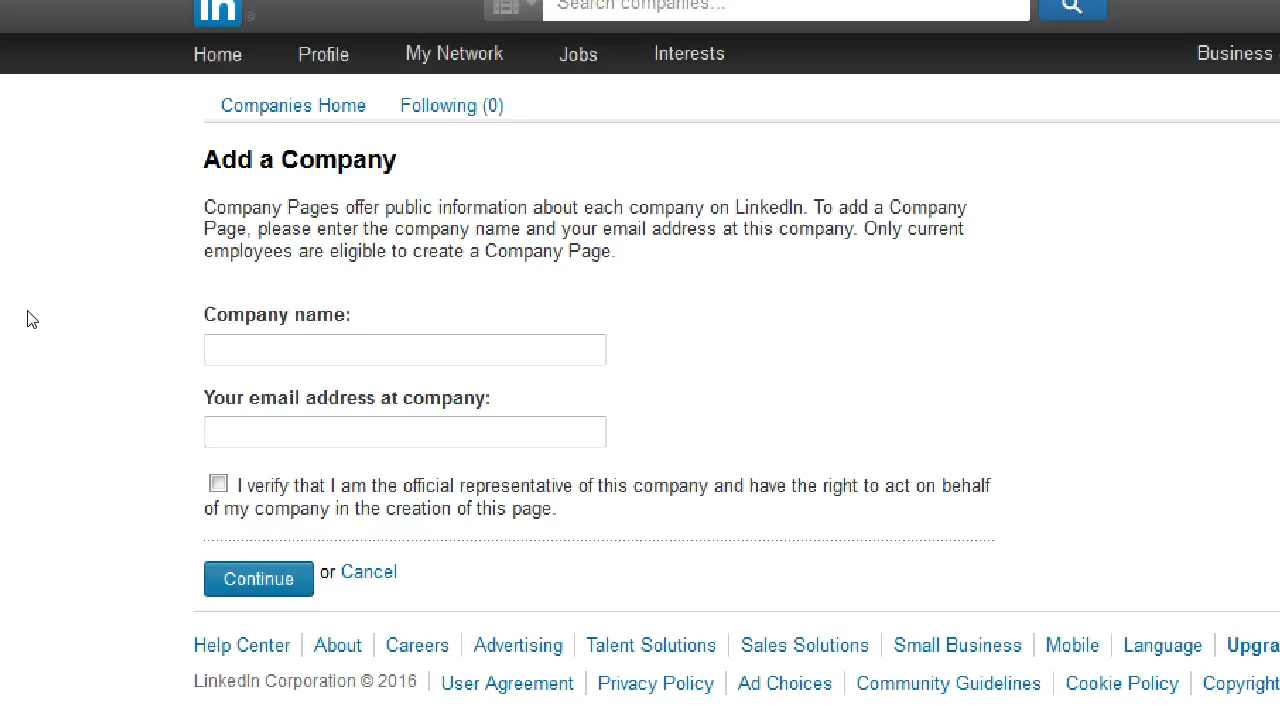 in ®
Search companies...
Home Profile My Network Jobs Interests Business
Companies Home Following (0)
Add a Company
Company Pages offer public information about each company on LinkedIn. To add a Company
Page, please enter the company name and your email address at this company. Only current
employees are eligible to create a Company Page.
Company name:
Your email address at company:
I verify that I am the official representative of this company and have the right to act on behalf
of my company in the creation of this page.
Continue or Cancel
Help Center About Careers Advertising Talent Solutions Sales Solutions Small Business Mobile Language Upgra
LinkedIn Corporation © 2016 User Agreement Privacy Policy Ad Choices Community Guidelines Cookie Policy Copyright